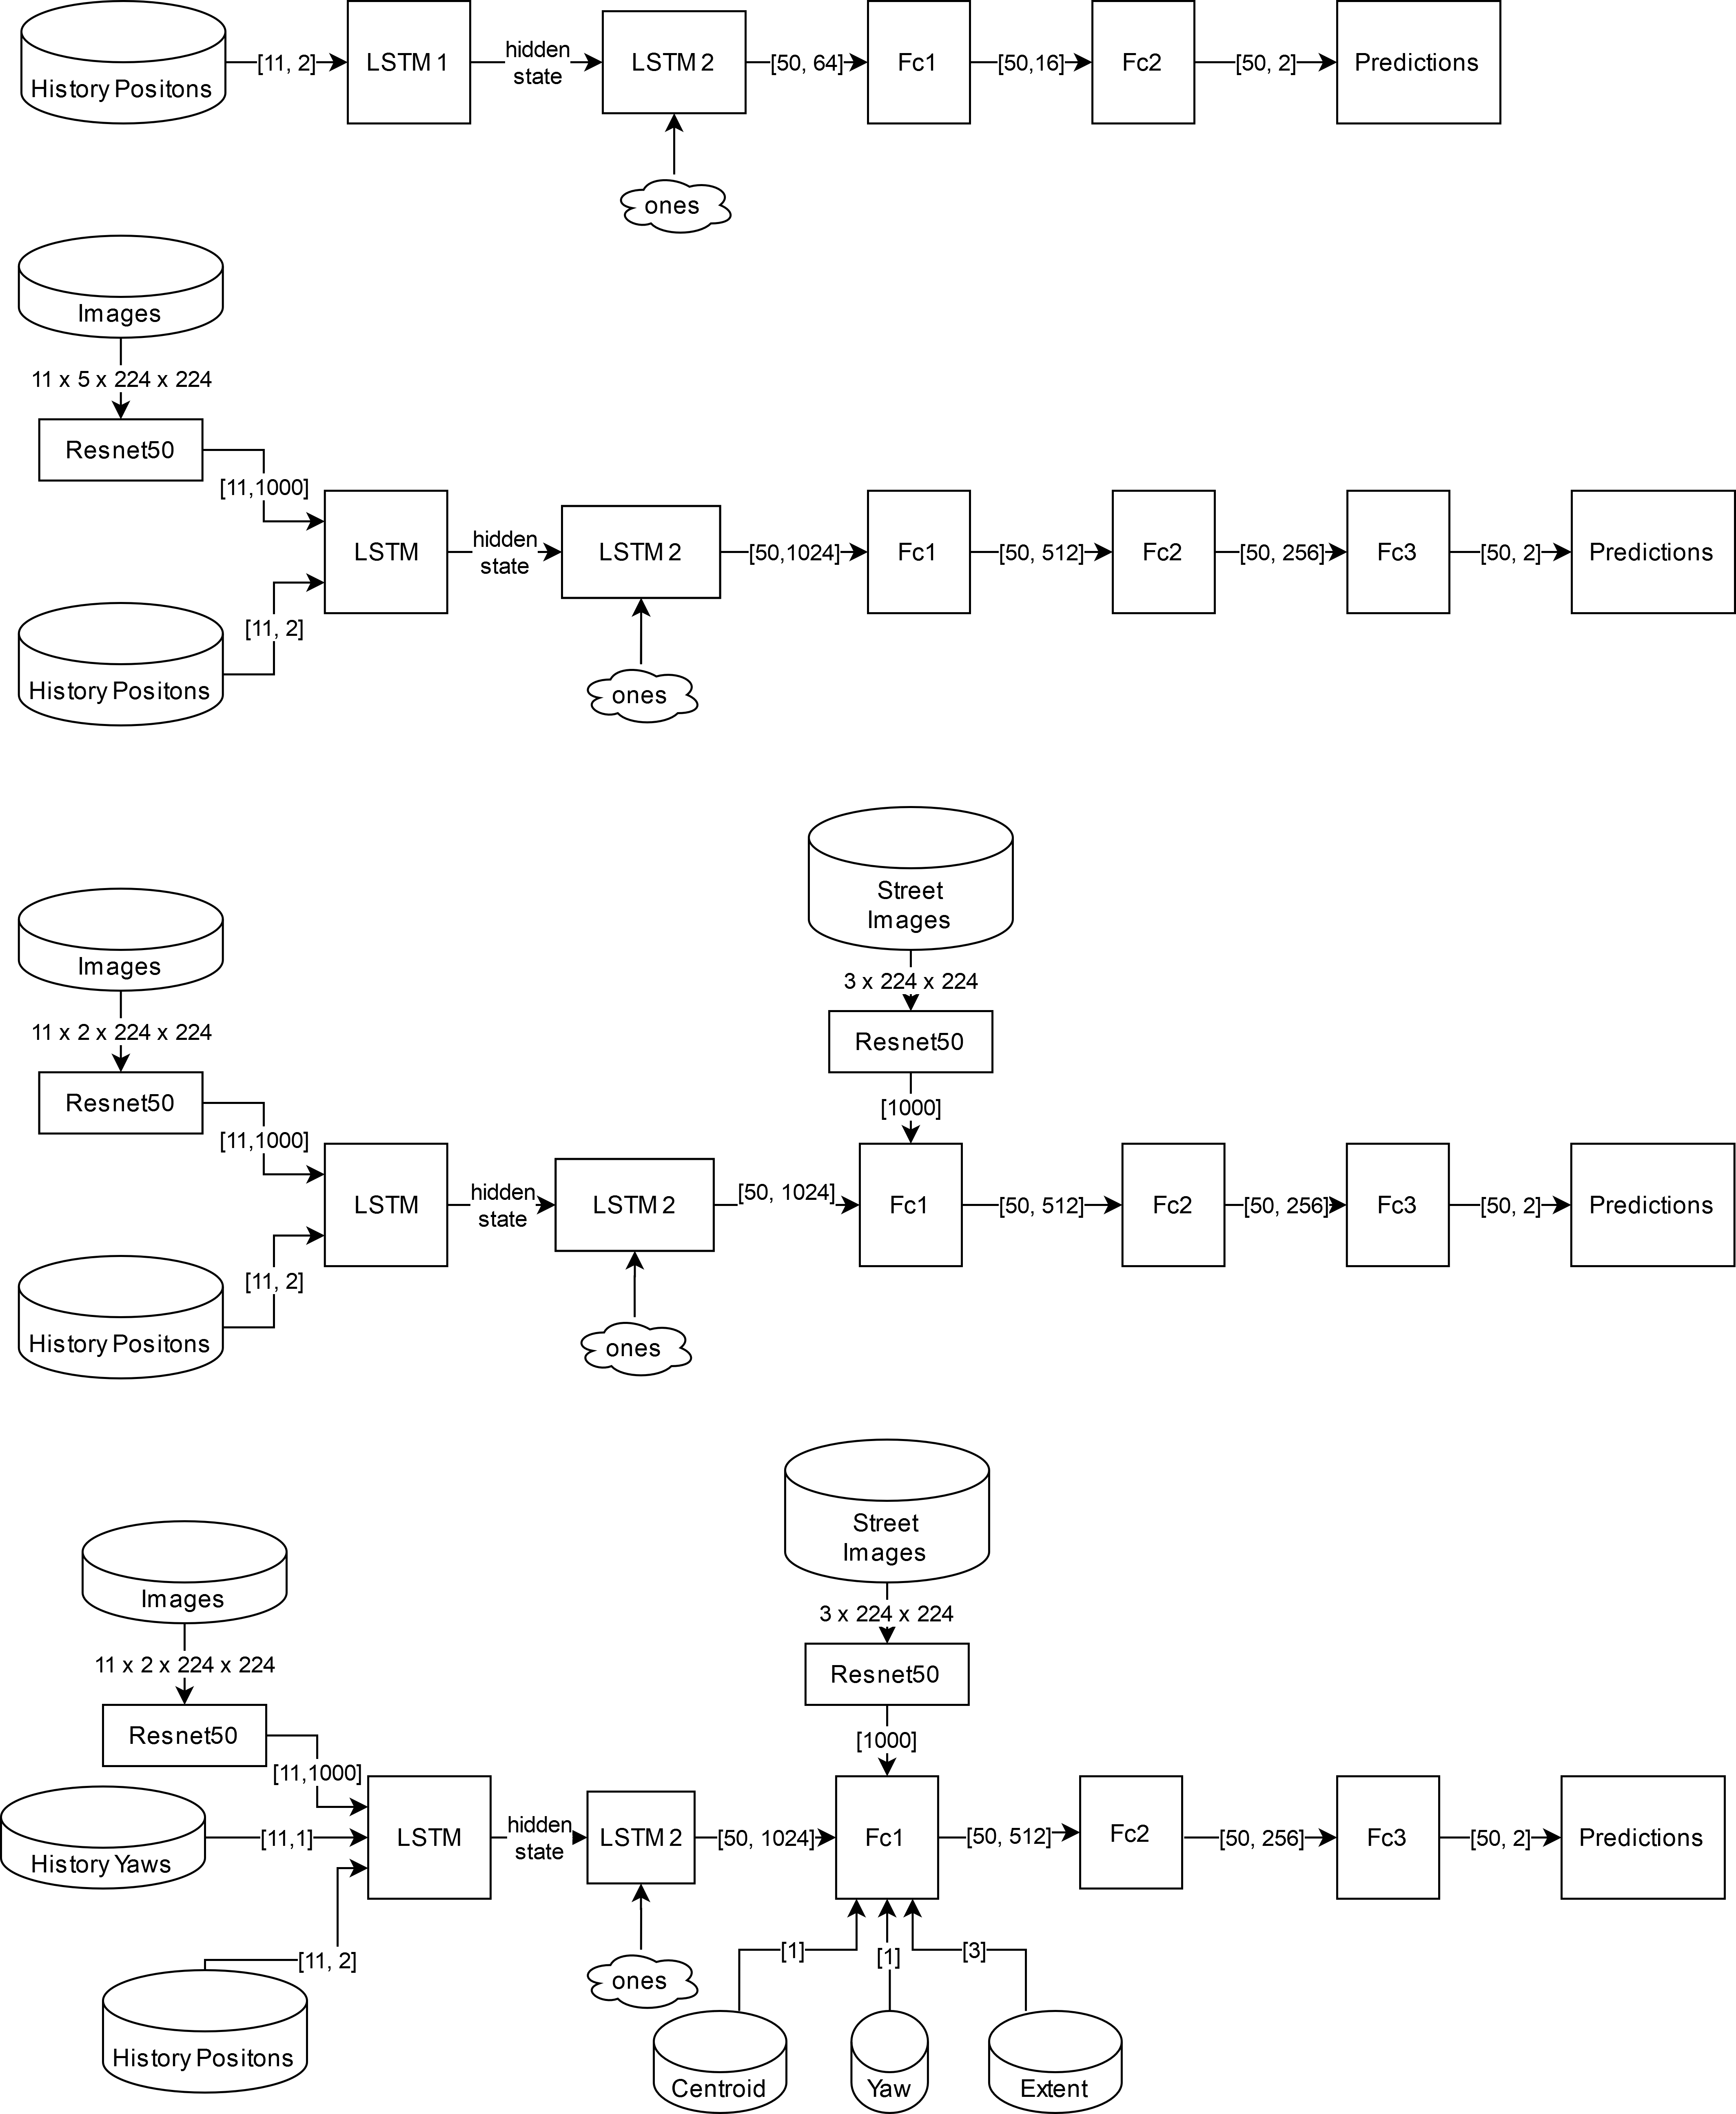 History Positons
[11, 2]
LSTM 1
hidden
state
LSTM 2
[50, 64]
Fc1
[50,16]
Fc2
[50, 2]
Predictions
ones
Images
11 x 5 x 224 x 224
Resnet50
[11,1000]
History Positons
[11, 2]
LSTM
hidden
state
LSTM 2
ones
[50,1024]
Fc1
[50, 512]
Fc2
[50, 256]
Fc3
[50, 2]
Predictions
Street
Images
3 x 224 x 224
Resnet50
[1000]
Images
11 x 2 x 224 x 224
Resnet50
[11,1000]
History Positons
[11, 2]
LSTM
hidden
state
LSTM 2
ones
[50, 1024]
Fc1
[50, 512]
Fc2
[50, 256]
Fc3
[50, 2]
Predictions
Street
Images
3 x 224 x 224
Resnet50
[1000]
Images
11 x 2 x 224 x 224
Resnet50
[11,1000]
History Yaws
[11,1]
History Positons
[11, 2]
LSTM
hidden
state
LSTM 2
ones
[50, 1024]
Fc1
[50, 512]
Fc2
[50, 256]
Fc3
[50, 2]
Predictions
[1]
[1]
[3]
Centroid
Yaw
Extent